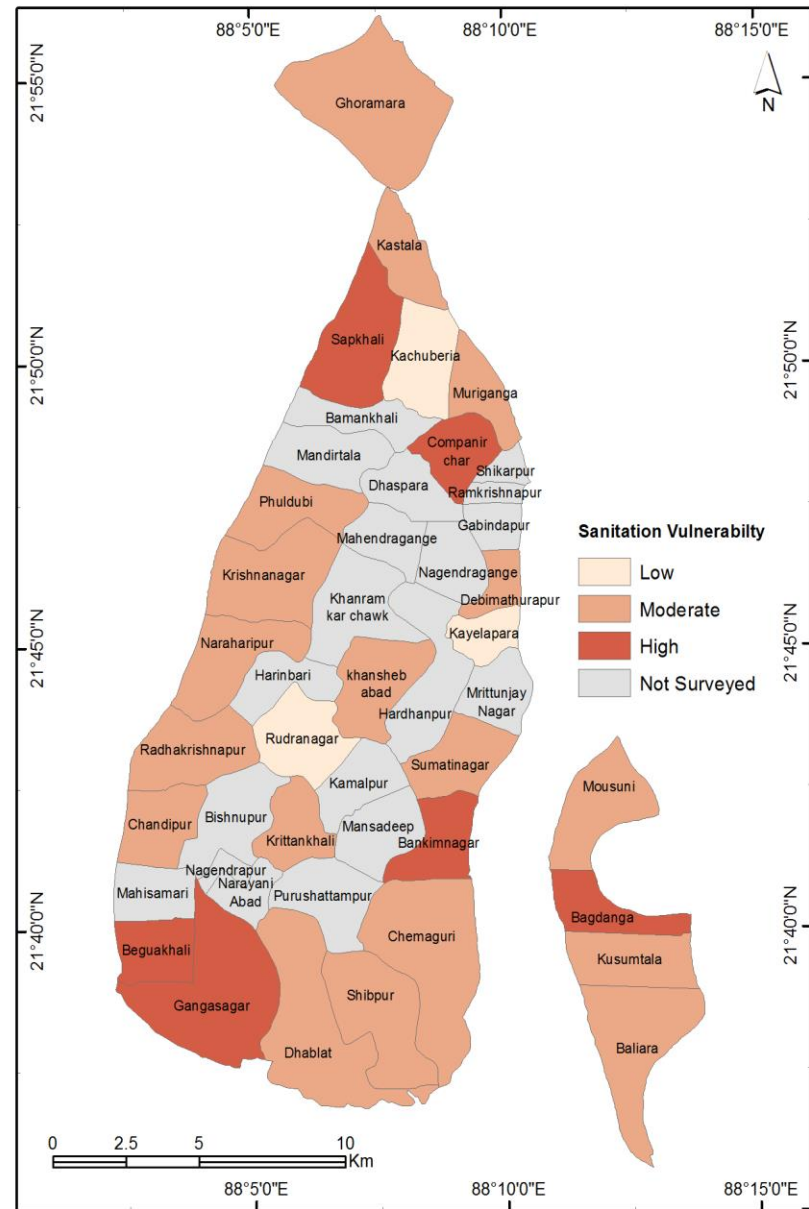 88°5'0"E
88°10'0"E
88°15'0"E
21°55'0"N
N
Ghoramara
Kastala
21°50'0"N
21°50'0"N
Sapkhali
Kachuberia
Muriganga
Bamankhali
Companir
char
Mandirtala
Shikarpur
Dhaspara
Ramkrishnapur
Phuldubi
Gabindapur
Mahendragange
Sanitation Vulnerabilty
Low
Moderate
High
Not Surveyed
Krishnanagar
Nagendragange
Khanram
kar chawk
Debimathurapur
Kayelapara
21°45'0"N
21°45'0"N
Naraharipur
Harinbari
khansheb
abad
Mrittunjay
Nagar
Hardhanpur
Rudranagar
Radhakrishnapur
Sumatinagar
Kamalpur
Mousuni
Chandipur
Bishnupur
Krittankhali
Mansadeep
Bankimnagar
Nagendrapur
Narayani
Abad
Mahisamari
Purushattampur
Bagdanga
21°40'0"N
21°40'0"N
Beguakhali
Chemaguri
Kusumtala
Gangasagar
Shibpur
Dhablat
Baliara
0 2.5 5 10
Km
88°5'0"E
88°10'0"E
88°15'0"E